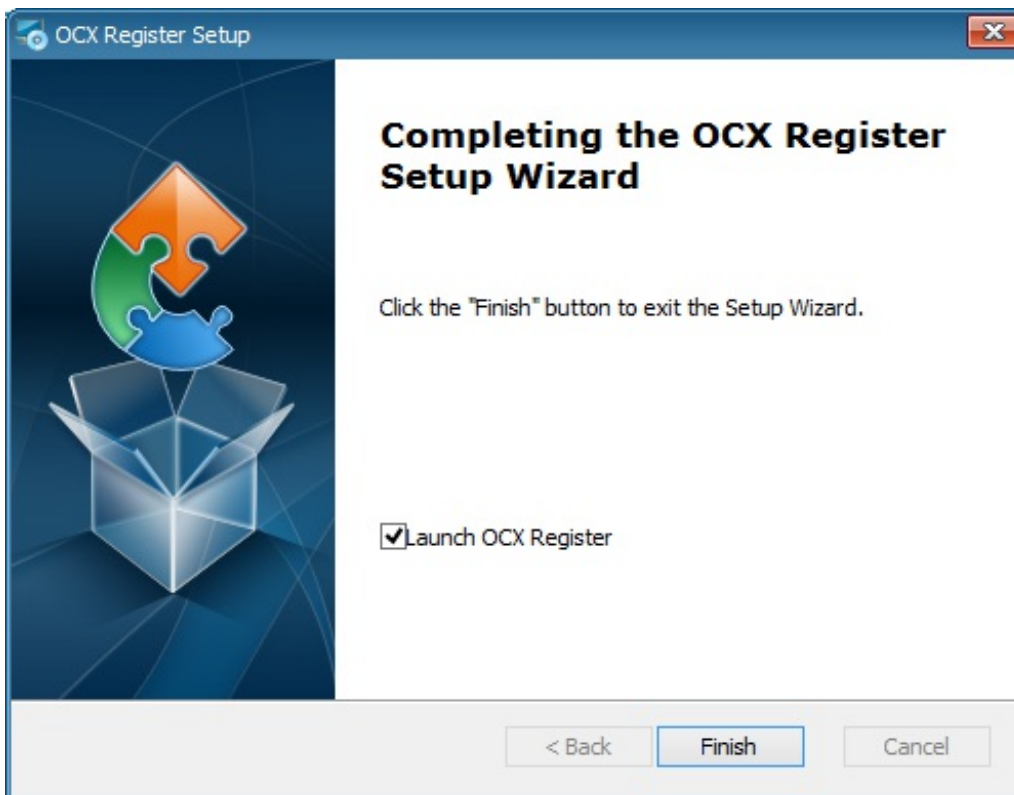 OCX Register Setup
Completing the OCX Register
Setup Wizard
Click the "Finish" button to exit the Setup Wizard.
Launch OCX Register
< Back
Finish
Cancel